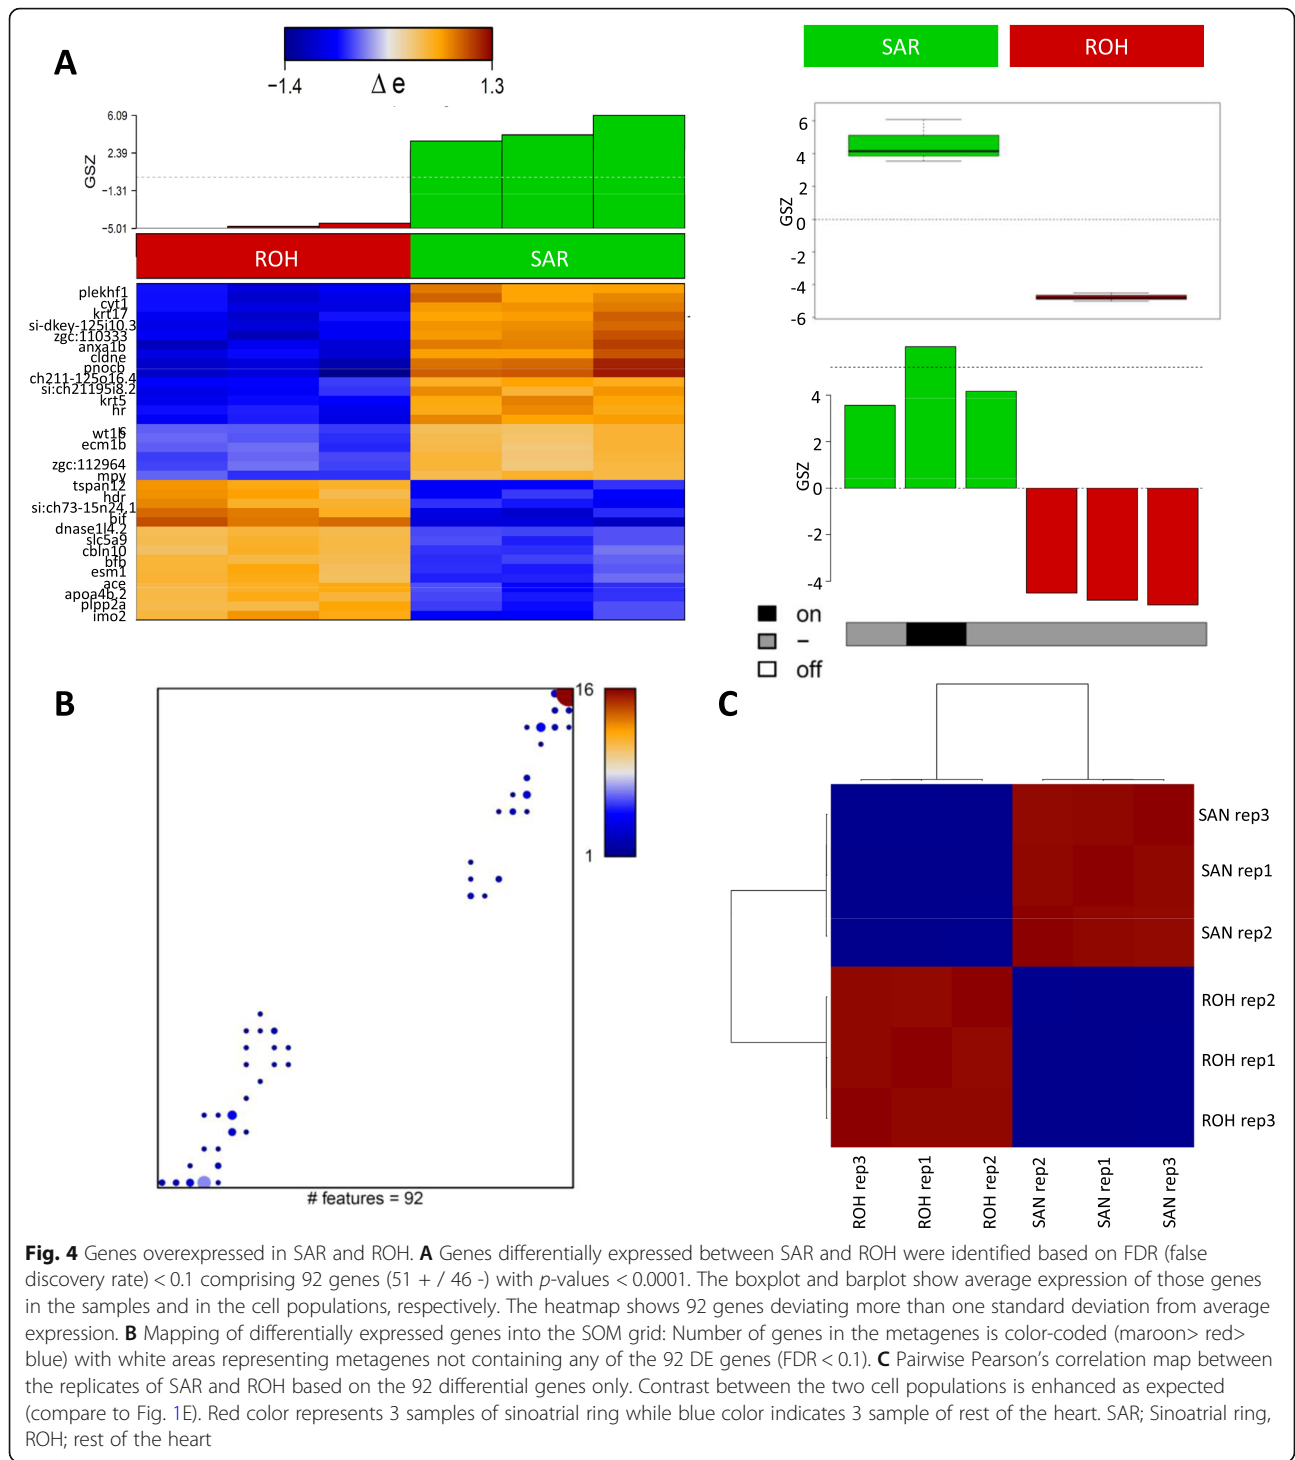 A
−1.4
Δ e
1.3
SAR
ROH
6.09
2.39
−1.31
−5.01
GSZ
ROH
SAR
plekhf1
cyt1
krt17
si-dkey-125i10.3
zgc:110333
anxa1b
cldne
pnocb
ch211-125o16.4
si:ch21195i8.2
krt5
hr
wt1b
ecm1b
zgc:112964
mpv
tspan12
hdr
si:ch73-15n24,1
bif
dnase1l4.2
slc5a9
cbln10
bfb
esm1
ace
apoa4b.2
plpp2a
imo2
6
4
2
0
-2
-4
-6
GSZ
4
2
0
-2
-4
GSZ
on
–
off
B
16
1
# features = 92
C
SAN rep3
SAN rep1
SAN rep2
ROH rep2
ROH rep1
ROH rep3
ROH rep3
ROH rep1
ROH rep2
SAN rep2
SAN rep1
SAN rep3
Fig. 4 Genes overexpressed in SAR and ROH. A Genes differentially expressed between SAR and ROH were identified based on FDR (false
discovery rate) < 0.1 comprising 92 genes (51 + / 46 -) with p-values < 0.0001. The boxplot and barplot show average expression of those genes
in the samples and in the cell populations, respectively. The heatmap shows 92 genes deviating more than one standard deviation from average
expression. B Mapping of differentially expressed genes into the SOM grid: Number of genes in the metagenes is color-coded (maroon> red>
blue) with white areas representing metagenes not containing any of the 92 DE genes (FDR < 0.1). C Pairwise Pearson's correlation map between
the replicates of SAR and ROH based on the 92 differential genes only. Contrast between the two cell populations is enhanced as expected
(compare to Fig. 1E). Red color represents 3 samples of sinoatrial ring while blue color indicates 3 sample of rest of the heart. SAR; Sinoatrial ring,
ROH; rest of the heart